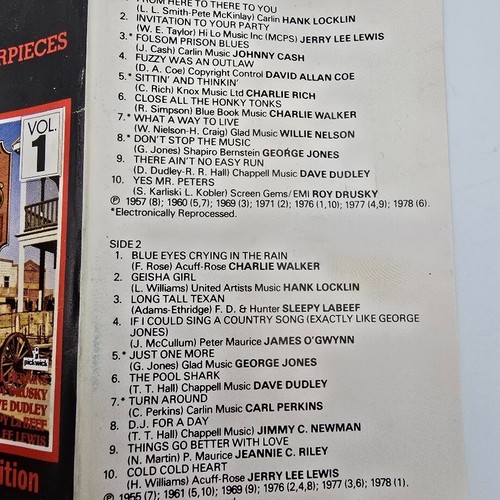 RPIECES
VOL.
1
pickwick
DRUSKY
VE DUDLEY
DY LaBEEF
LEE LEWIS
ition
FROM HERE TO THERE TO YOU
(L. L. Smith-Pete McKinlay) Carlin HANK LOCKLIN
2. INVITATION TO YOUR PARTY
(W. E. Taylor) Hi Lo Music Inc (MCPS) JERRY LEE LEWIS
3.* FOLSOM PRISON BLUES
(J. Cash) Carlin Music JOHNNY CASH
4. FUZZY WAS AN OUTLAW
(D. A. Coe) Copyright Control DAVID ALLAN COE
5.* SITTIN' AND THINKIN'
(C. Rich) Knox Music Ltd CHARLIE RICH
6. CLOSE ALL THE HONKY TONKS
(R. Simpson) Blue Book Music CHARLIE WALKER
7.* WHAT A WAY TO LIVE
(W. Nielson-H. Craig) Glad Music WILLIE NELSON
8.* DON'T STOP THE MUSIC
(G. Jones) Shapiro Bernstein GEORGE JONES
9. THERE AIN'T NO EASY RUN
(D. Dudley-R. R. Hall) Chappell Music DAVE DUDLEY
10. YES MR. PETERS
(S. Karliski L. Kobler) Screen Gems/EMI ROY DRUSKY
℗ 1957 (8); 1960 (5,7); 1969 (3); 1971 (2); 1976 (1,10); 1977 (4,9); 1978 (6).
*Electronically Reprocessed.
SIDE 2
1. BLUE EYES CRYING IN THE RAIN
(F. Rose) Acuff-Rose CHARLIE WALKER
2. GEISHA GIRL
(L. Williams) United Artists Music HANK LOCKLIN
3. LONG TALL TEXAN
(Adams-Ethridge) F. D. & Hunter SLEEPY LABEEF
4. IF I COULD SING A COUNTRY SONG (EXACTLY LIKE GEORGE
JONES)
(J. McCullum) Peter Maurice JAMES O'GWYNN
5.* JUST ONE MORE
(G. Jones) Glad Music GEORGE JONES
6. THE POOL SHARK
(T. T. Hall) Chappell Music DAVE DUDLEY
7.* TURN AROUND
(C. Perkins) Carlin Music CARL PERKINS
8. D.J. FOR A DAY
(T. T. Hall) Chappell Music) JIMMY C. NEWMAN
9. THINGS GO BETTER WITH LOVE
(N. Martin) P. Maurice JEANNIE C. RILEY
10. COLD COLD HEART
(H. Williams) Acuff-Rose JERRY LEE LEWIS
℗ 1955 (7); 1961 (5,10); 1969 (9); 1976 (2,4,8); 1977 (3,6); 1978 (1).